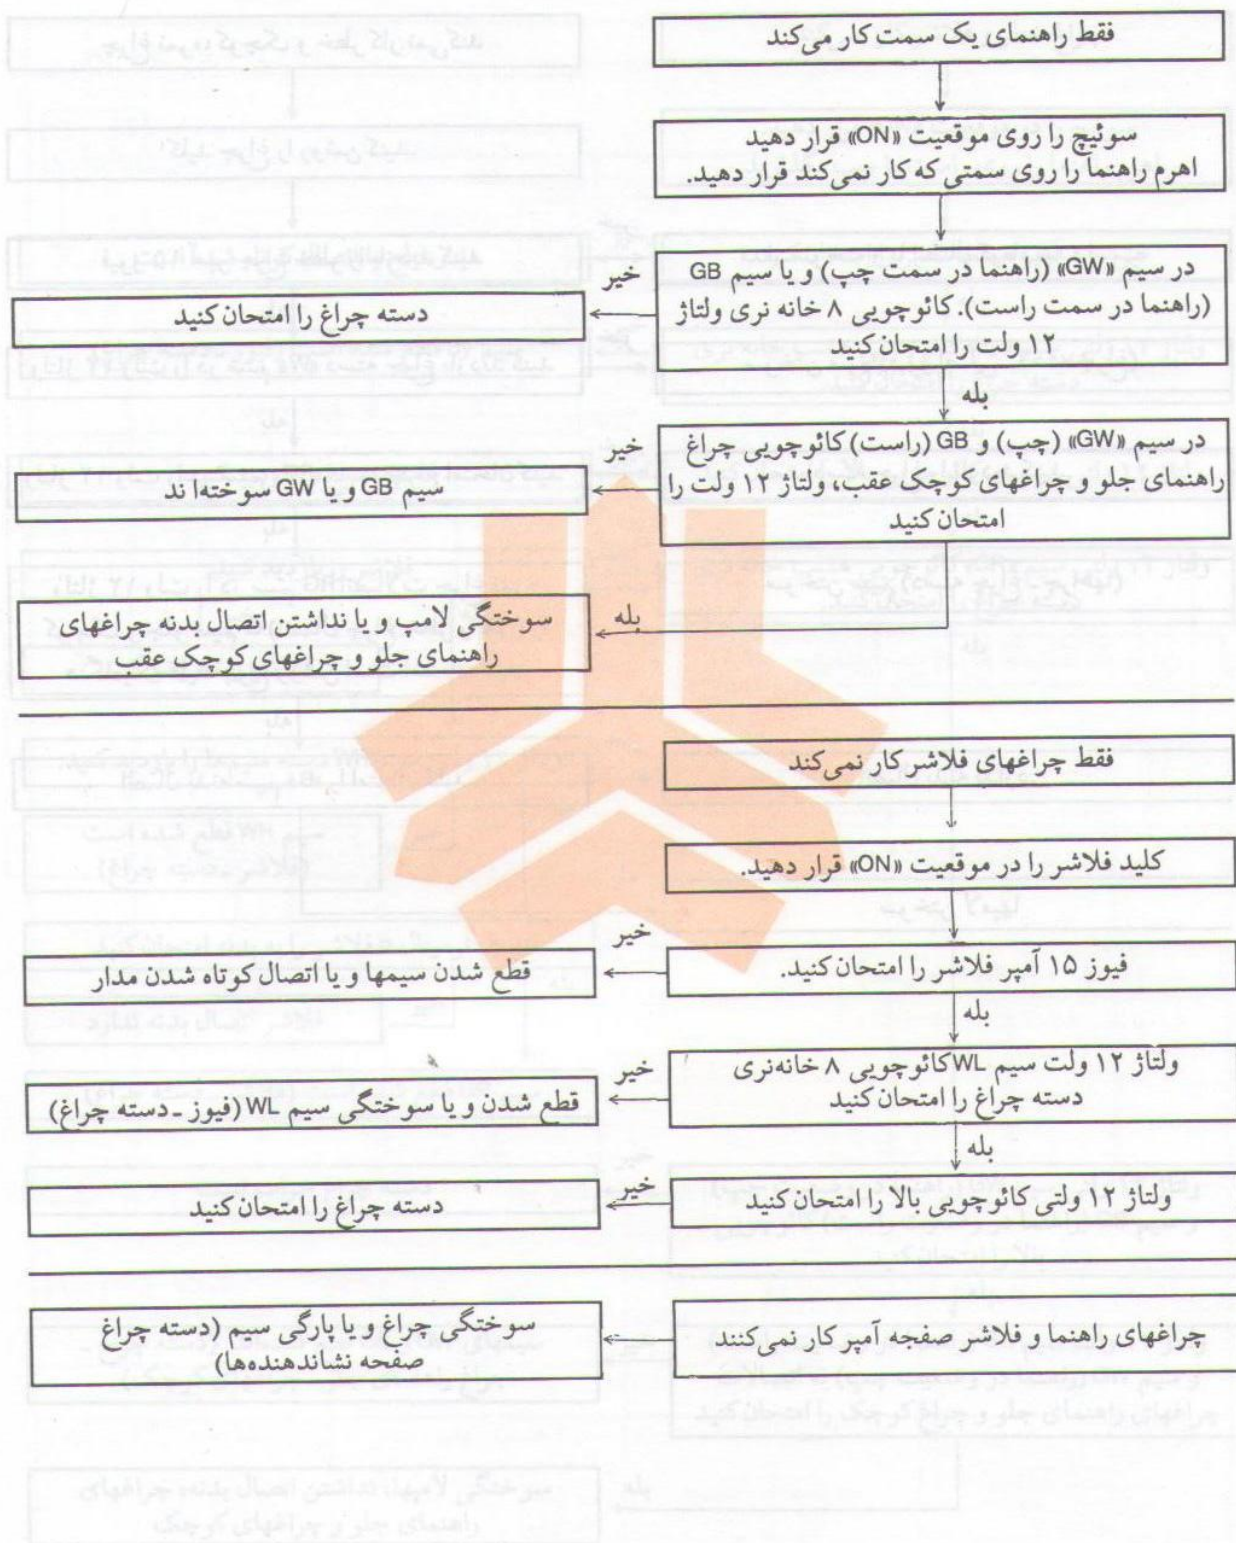 فقط راهنمای یک سمت کار می‌کند
سوئیچ را روی موقعیت «ON» قرار دهید
اهرم راهنما را روی سمتی که کار نمی‌کند قرار دهید.
در سیم «GW» (راهنما در سمت چپ) و یا سیم GB
(راهنما در سمت راست). کائوچویی ۸ خانه نری ولتاژ
۱۲ ولت را امتحان کنید
خیر
دسته چراغ را امتحان کنید
بله
در سیم «GW» (چپ) و GB (راست) کائوچویی چراغ
راهنمای جلو و چراغهای کوچک عقب، ولتاژ ۱۲ ولت را
امتحان کنید
خیر
سیم GB و یا GW سوخته‌ا ند
بله
سوختگی لامپ و یا نداشتن اتصال بدنه چراغهای
راهنمای جلو و چراغهای کوچک عقب
فقط چراغهای فلاشر کار نمی‌کند
کلید فلاشر را در موقعیت «ON» قرار دهید.
فیوز ۱۵ آمپر فلاشر را امتحان کنید.
خیر
قطع شدن سیمها و یا اتصال کوتاه شدن مدار
بله
ولتاژ ۱۲ ولت سیم WL کائوچویی ۸ خانه‌نری
دسته چراغ را امتحان کنید
خیر
قطع شدن و یا سوختگی سیم WL (فیوز ـ دسته چراغ)
بله
ولتاژ ۱۲ ولتی کائوچویی بالا را امتحان کنید
خیر
دسته چراغ را امتحان کنید
چراغهای راهنما و فلاشر صفحه آمپر کار نمی‌کنند
سوختگی چراغ و یا پارگی سیم (دسته چراغ
صفحه نشاندهنده‌ها)